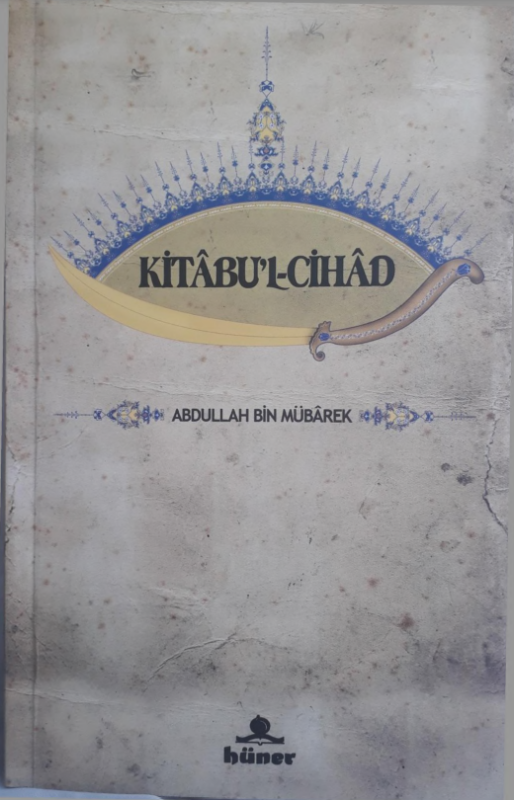 KİTÂBU'L-CİHÂD
ABDULLAH BİN MÜBÂREK
hüner